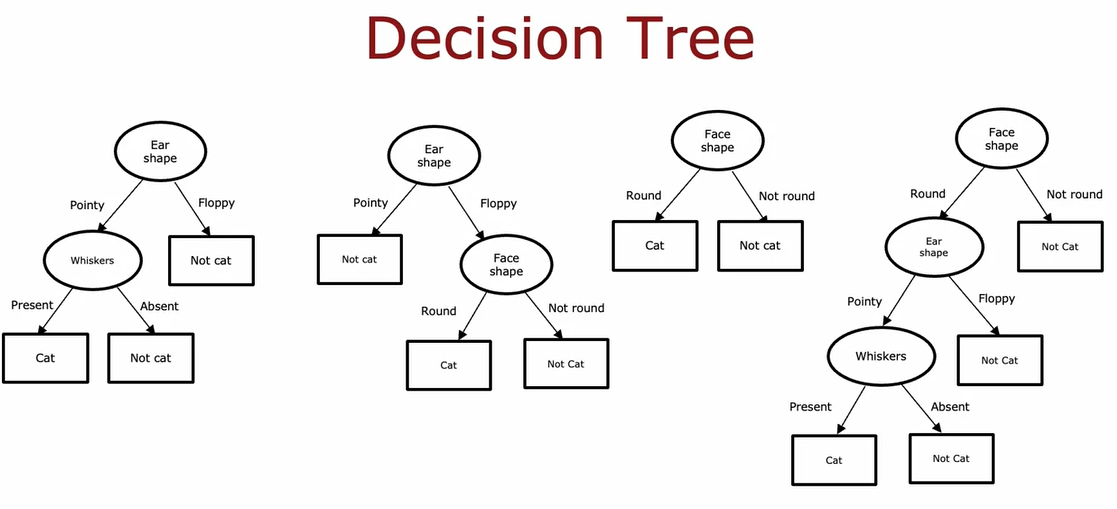 Decision Tree
Ear
shape
Pointy
Floppy
Whiskers
Not cat
Present
Absent
Cat
Not cat
Ear
shape
Pointy
Floppy
Not cat
Face
shape
Round
Not round
Cat
Not Cat
Face
shape
Round
Not round
Cat
Not cat
Face
shape
Round
Not round
Ear
shape
Not Cat
Pointy
Floppy
Whiskers
Not Cat
Present
Absent
Cat
Not Cat